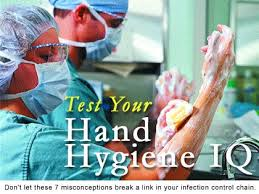 Test Your
Hand
Hygiene IQ
Don't let these 7 misconceptions break a link in your infection control chain.